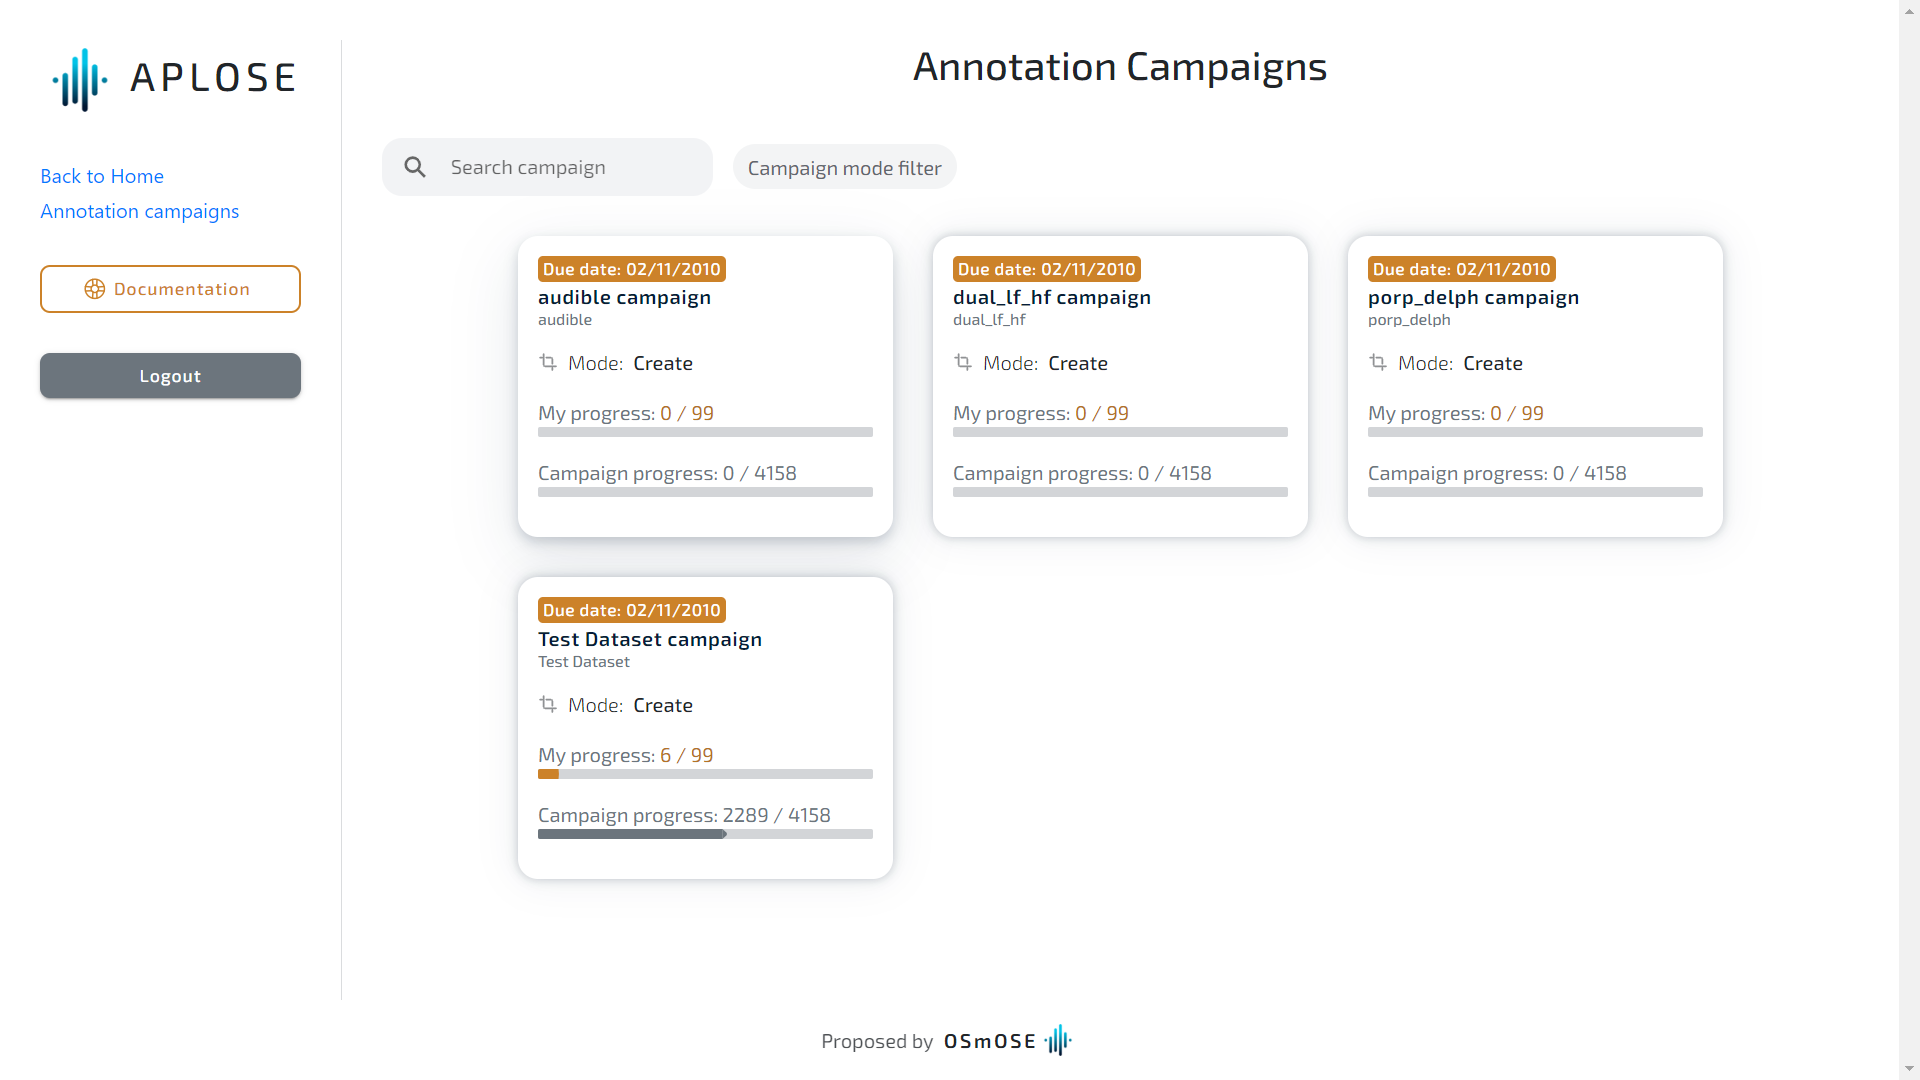 APLOSE
Back to Home
Annotation campaigns
Documentation
Logout
Annotation Campaigns
Search campaign
Campaign mode filter
Due date: 02/11/2010
audible campaign
audible
Mode: Create
My progress: 0 / 99
Campaign progress: 0 / 4158
Due date: 02/11/2010
dual_lf_hf campaign
dual_lf_hf
Mode: Create
My progress: 0 / 99
Campaign progress: 0 / 4158
Due date: 02/11/2010
porp_delph campaign
porp_delph
Mode: Create
My progress: 0 / 99
Campaign progress: 0 / 4158
Due date: 02/11/2010
Test Dataset campaign
Test Dataset
Mode: Create
My progress: 6 / 99
Campaign progress: 2289 / 4158
Proposed by OSmOSE